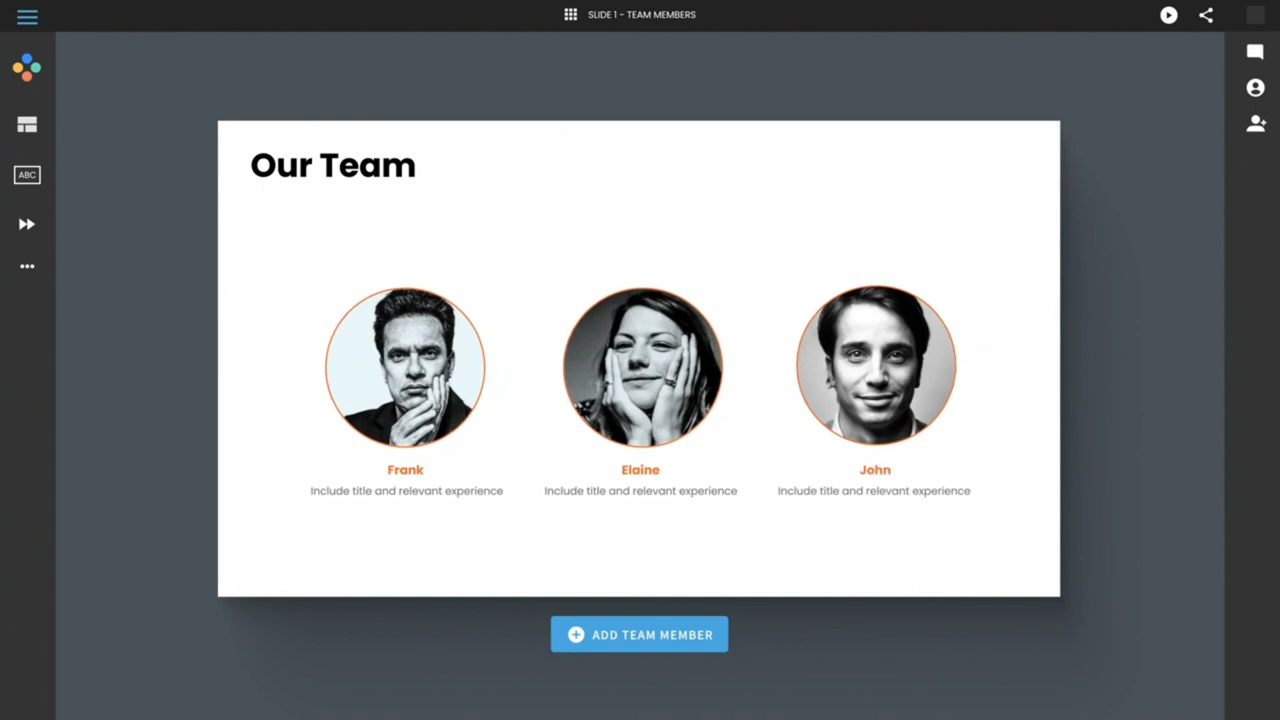 SLIDE 1 - TEAM MEMBERS
ABC
Our Team
Frank
Elaine
John
Include title and relevant experience
Include title and relevant experience
Include title and relevant experience
ADD TEAM MEMBER